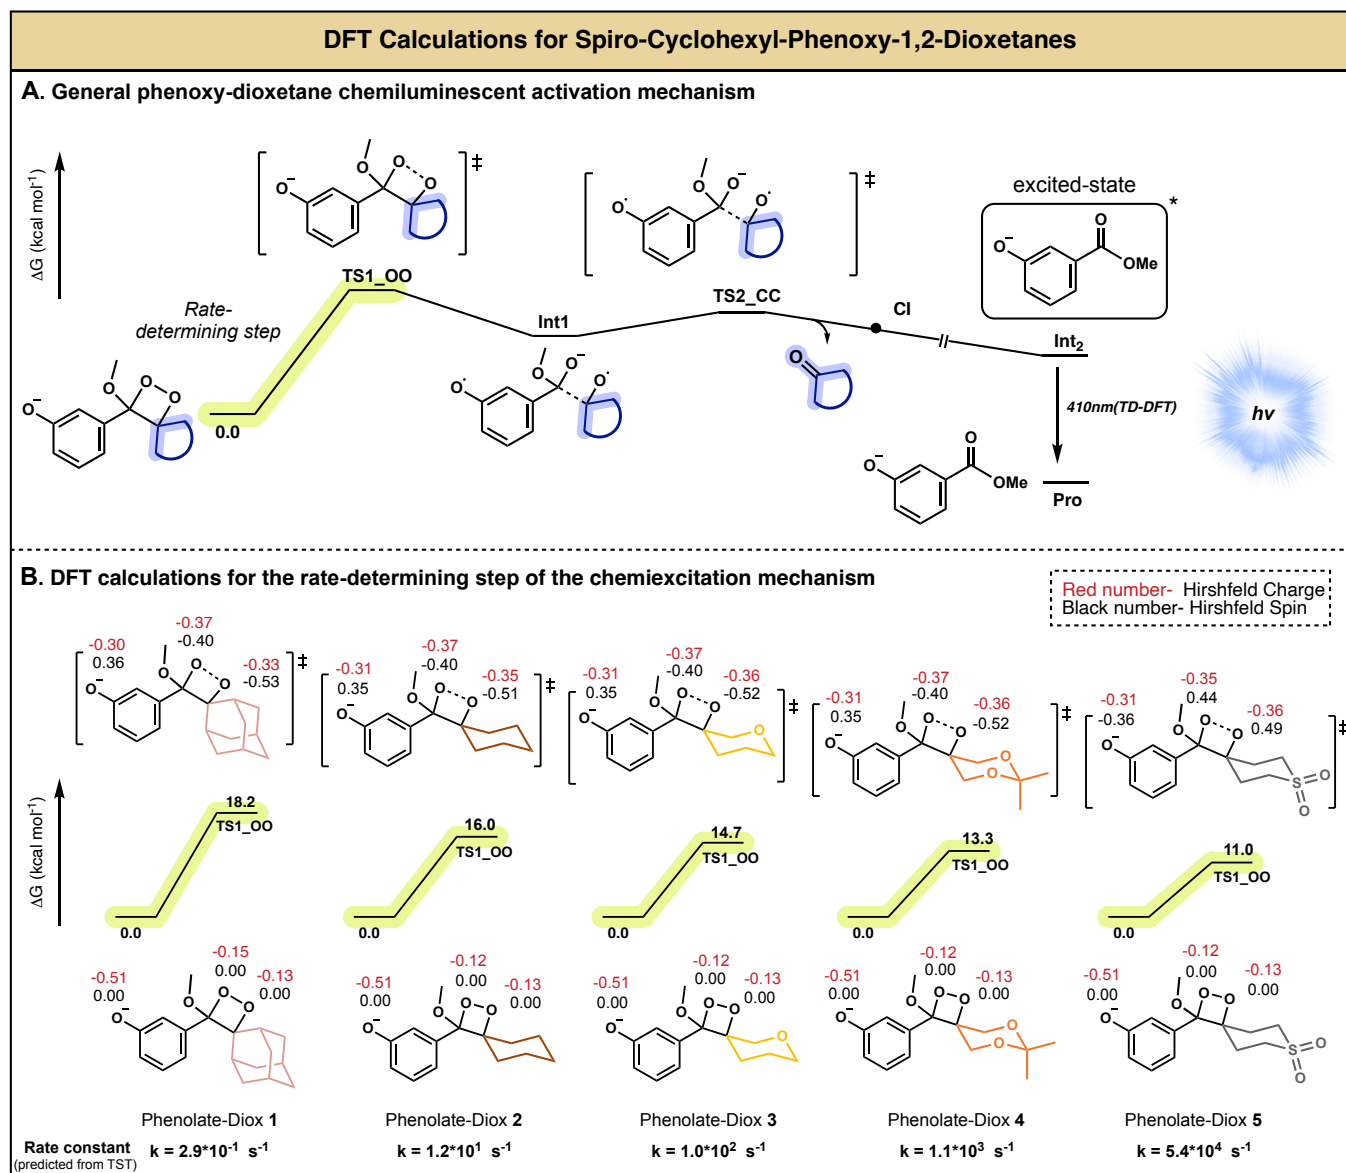 DFT Calculations for Spiro-Cyclohexyl-Phenoxy-1,2-Dioxetanes
A. General phenoxy-dioxetane chemiluminescent activation mechanism
ΔG (kcal mol⁻¹)
O⁻
O
O
O
‡
O·
O
O⁻
O·
‡
excited-state
*
O⁻
O
OMe
Rate-
determining step
TS1_OO
Int1
TS2_CC
CI
Int₂
O⁻
O
O
O
0.0
O·
O
O⁻
O·
O
410nm(TD-DFT)
hv
O⁻
O
OMe
Pro
B. DFT calculations for the rate-determining step of the chemiexcitation mechanism
Red number- Hirshfeld Charge
Black number- Hirshfeld Spin
-0.30
0.36
-0.37
-0.40
-0.33
-0.53
O⁻
O
O
O
‡
-0.31
0.35
-0.37
-0.40
-0.35
-0.51
O⁻
O
O
O
‡
-0.31
0.35
-0.37
-0.40
-0.36
-0.52
O⁻
O
O
O
O
‡
-0.31
0.35
-0.37
-0.40
-0.36
-0.52
O⁻
O
O
O
O
O
‡
-0.31
-0.36
-0.35
0.44
-0.36
0.49
O⁻
O
O
O
S
O
O
‡
ΔG (kcal mol⁻¹)
18.2
TS1_OO
0.0
16.0
TS1_OO
0.0
14.7
TS1_OO
0.0
13.3
TS1_OO
0.0
11.0
TS1_OO
0.0
-0.51
0.00
-0.15
0.00
-0.13
0.00
O⁻
O
O
O
-0.51
0.00
-0.12
0.00
-0.13
0.00
O⁻
O
O
O
-0.51
0.00
-0.12
0.00
-0.13
0.00
O⁻
O
O
O
O
-0.51
0.00
-0.12
0.00
-0.13
0.00
O⁻
O
O
O
O
O
-0.51
0.00
-0.12
0.00
-0.13
0.00
O⁻
O
O
O
S
O
O
Phenolate-Diox 1
Phenolate-Diox 2
Phenolate-Diox 3
Phenolate-Diox 4
Phenolate-Diox 5
Rate constant
(predicted from TST)
k = 2.9*10⁻¹ s⁻¹
k = 1.2*10¹ s⁻¹
k = 1.0*10² s⁻¹
k = 1.1*10³ s⁻¹
k = 5.4*10⁴ s⁻¹